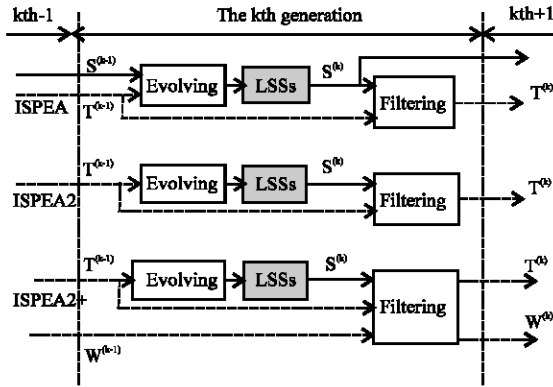 kth-1 The kth generation kth+1
S(k-1) S(k)
Evolving LSSs Filtering
ISPEA T(k-1) T(k)
T(k-1) S(k)
Evolving LSSs
ISPEA2 Filtering T(k)
T(k-1) S(k) T(k)
Evolving LSSs
ISPEA2+ Filtering
W(k-1) W(k)